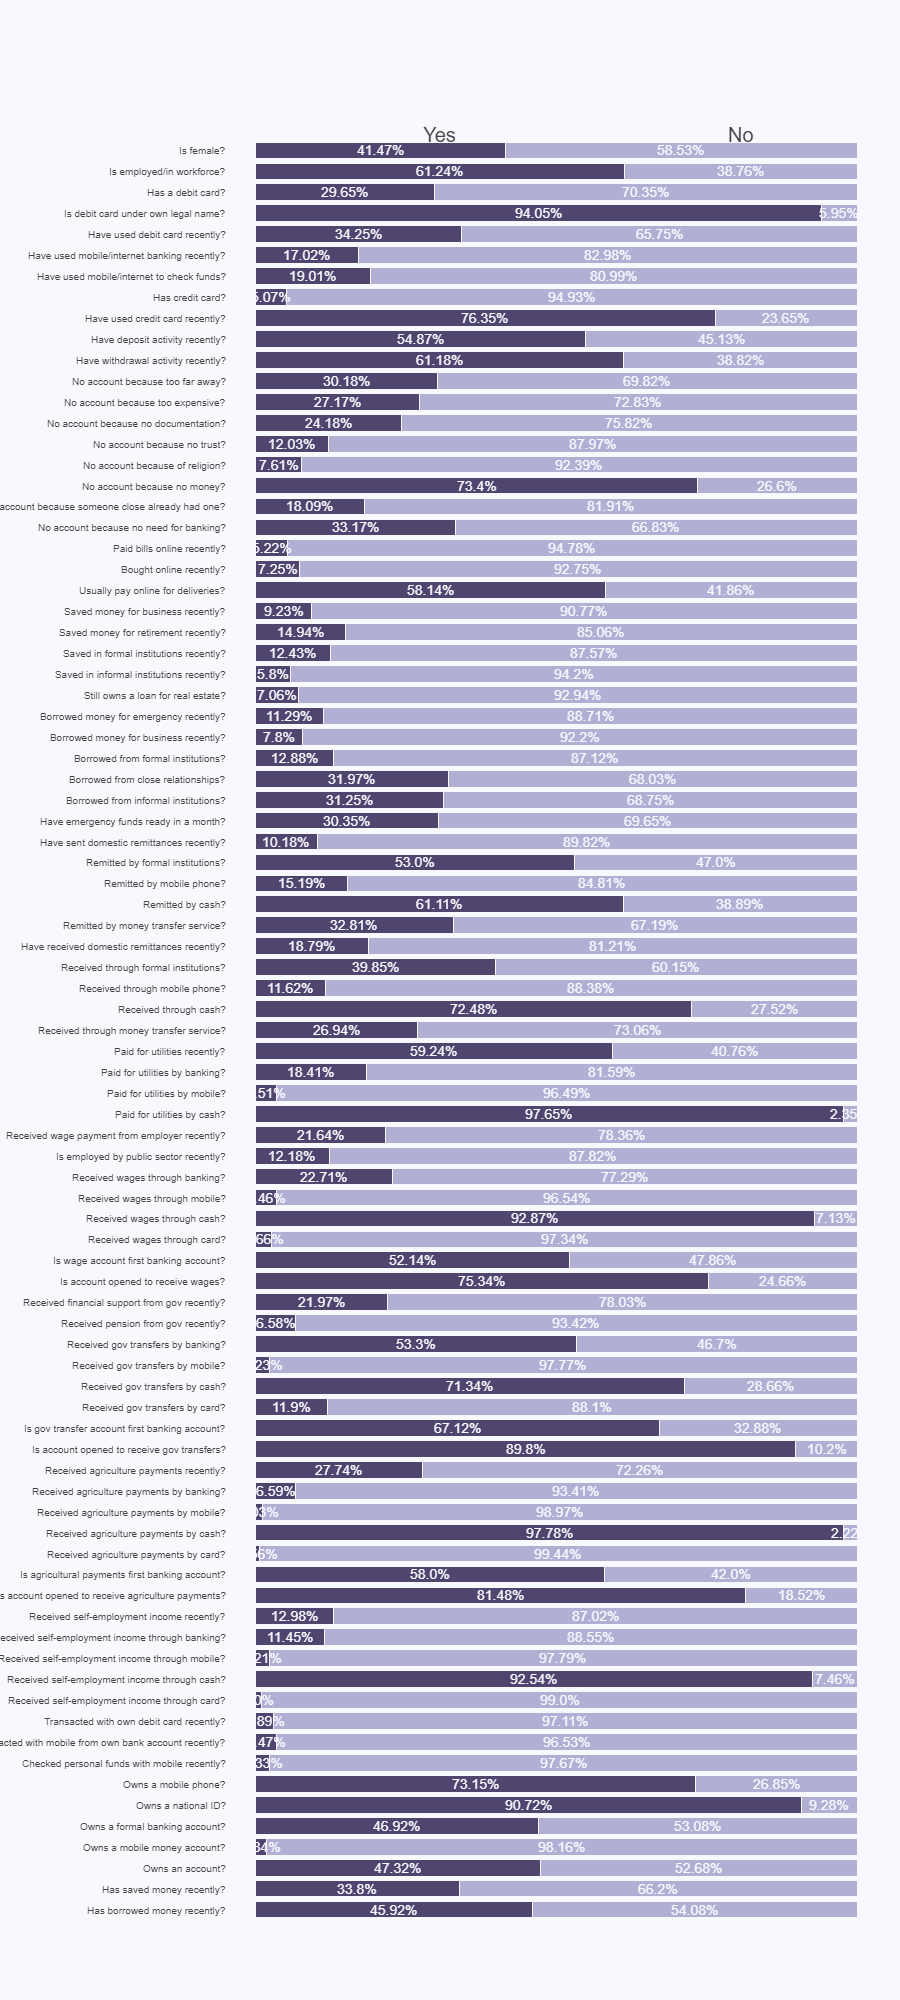 Yes No
Is female? 41.47% 58.53%
Is employed/in workforce? 61.24% 38.76%
Has a debit card? 29.65% 70.35%
Is debit card under own legal name? 94.05% 5.95%
Have used debit card recently? 34.25% 65.75%
Have used mobile/internet banking recently? 17.02% 82.98%
Have used mobile/internet to check funds? 19.01% 80.99%
Has credit card? 5.07% 94.93%
Have used credit card recently? 76.35% 23.65%
Have deposit activity recently? 54.87% 45.13%
Have withdrawal activity recently? 61.18% 38.82%
No account because too far away? 30.18% 69.82%
No account because too expensive? 27.17% 72.83%
No account because no documentation? 24.18% 75.82%
No account because no trust? 12.03% 87.97%
No account because of religion? 7.61% 92.39%
No account because no money? 73.4% 26.6%
account because someone close already had one? 18.09% 81.91%
No account because no need for banking? 33.17% 66.83%
Paid bills online recently? 5.22% 94.78%
Bought online recently? 7.25% 92.75%
Usually pay online for deliveries? 58.14% 41.86%
Saved money for business recently? 9.23% 90.77%
Saved money for retirement recently? 14.94% 85.06%
Saved in formal institutions recently? 12.43% 87.57%
Saved in informal institutions recently? 5.8% 94.2%
Still owns a loan for real estate? 7.06% 92.94%
Borrowed money for emergency recently? 11.29% 88.71%
Borrowed money for business recently? 7.8% 92.2%
Borrowed from formal institutions? 12.88% 87.12%
Borrowed from close relationships? 31.97% 68.03%
Borrowed from informal institutions? 31.25% 68.75%
Have emergency funds ready in a month? 30.35% 69.65%
Have sent domestic remittances recently? 10.18% 89.82%
Remitted by formal institutions? 53.0% 47.0%
Remitted by mobile phone? 15.19% 84.81%
Remitted by cash? 61.11% 38.89%
Remitted by money transfer service? 32.81% 67.19%
Have received domestic remittances recently? 18.79% 81.21%
Received through formal institutions? 39.85% 60.15%
Received through mobile phone? 11.62% 88.38%
Received through cash? 72.48% 27.52%
Received through money transfer service? 26.94% 73.06%
Paid for utilities recently? 59.24% 40.76%
Paid for utilities by banking? 18.41% 81.59%
Paid for utilities by mobile? .51% 96.49%
Paid for utilities by cash? 97.65% 2.35
Received wage payment from employer recently? 21.64% 78.36%
Is employed by public sector recently? 12.18% 87.82%
Received wages through banking? 22.71% 77.29%
Received wages through mobile? .46% 96.54%
Received wages through cash? 92.87% 7.13%
Received wages through card? 66% 97.34%
Is wage account first banking account? 52.14% 47.86%
Is account opened to receive wages? 75.34% 24.66%
Received financial support from gov recently? 21.97% 78.03%
Received pension from gov recently? 6.58% 93.42%
Received gov transfers by banking? 53.3% 46.7%
Received gov transfers by mobile? 23% 97.77%
Received gov transfers by cash? 71.34% 28.66%
Received gov transfers by card? 11.9% 88.1%
Is gov transfer account first banking account? 67.12% 32.88%
Is account opened to receive gov transfers? 89.8% 10.2%
Received agriculture payments recently? 27.74% 72.26%
Received agriculture payments by banking? 6.59% 93.41%
Received agriculture payments by mobile? 3% 98.97%
Received agriculture payments by cash? 97.78% 2.22
Received agriculture payments by card? 6% 99.44%
Is agricultural payments first banking account? 58.0% 42.0%
s account opened to receive agriculture payments? 81.48% 18.52%
Received self-employment income recently? 12.98% 87.02%
eceived self-employment income through banking? 11.45% 88.55%
Received self-employment income through mobile? 21% 97.79%
Received self-employment income through cash? 92.54% 7.46%
Received self-employment income through card? 0% 99.0%
Transacted with own debit card recently? 89% 97.11%
acted with mobile from own bank account recently? .47% 96.53%
Checked personal funds with mobile recently? 33% 97.67%
Owns a mobile phone? 73.15% 26.85%
Owns a national ID? 90.72% 9.28%
Owns a formal banking account? 46.92% 53.08%
Owns a mobile money account? 84% 98.16%
Owns an account? 47.32% 52.68%
Has saved money recently? 33.8% 66.2%
Has borrowed money recently? 45.92% 54.08%